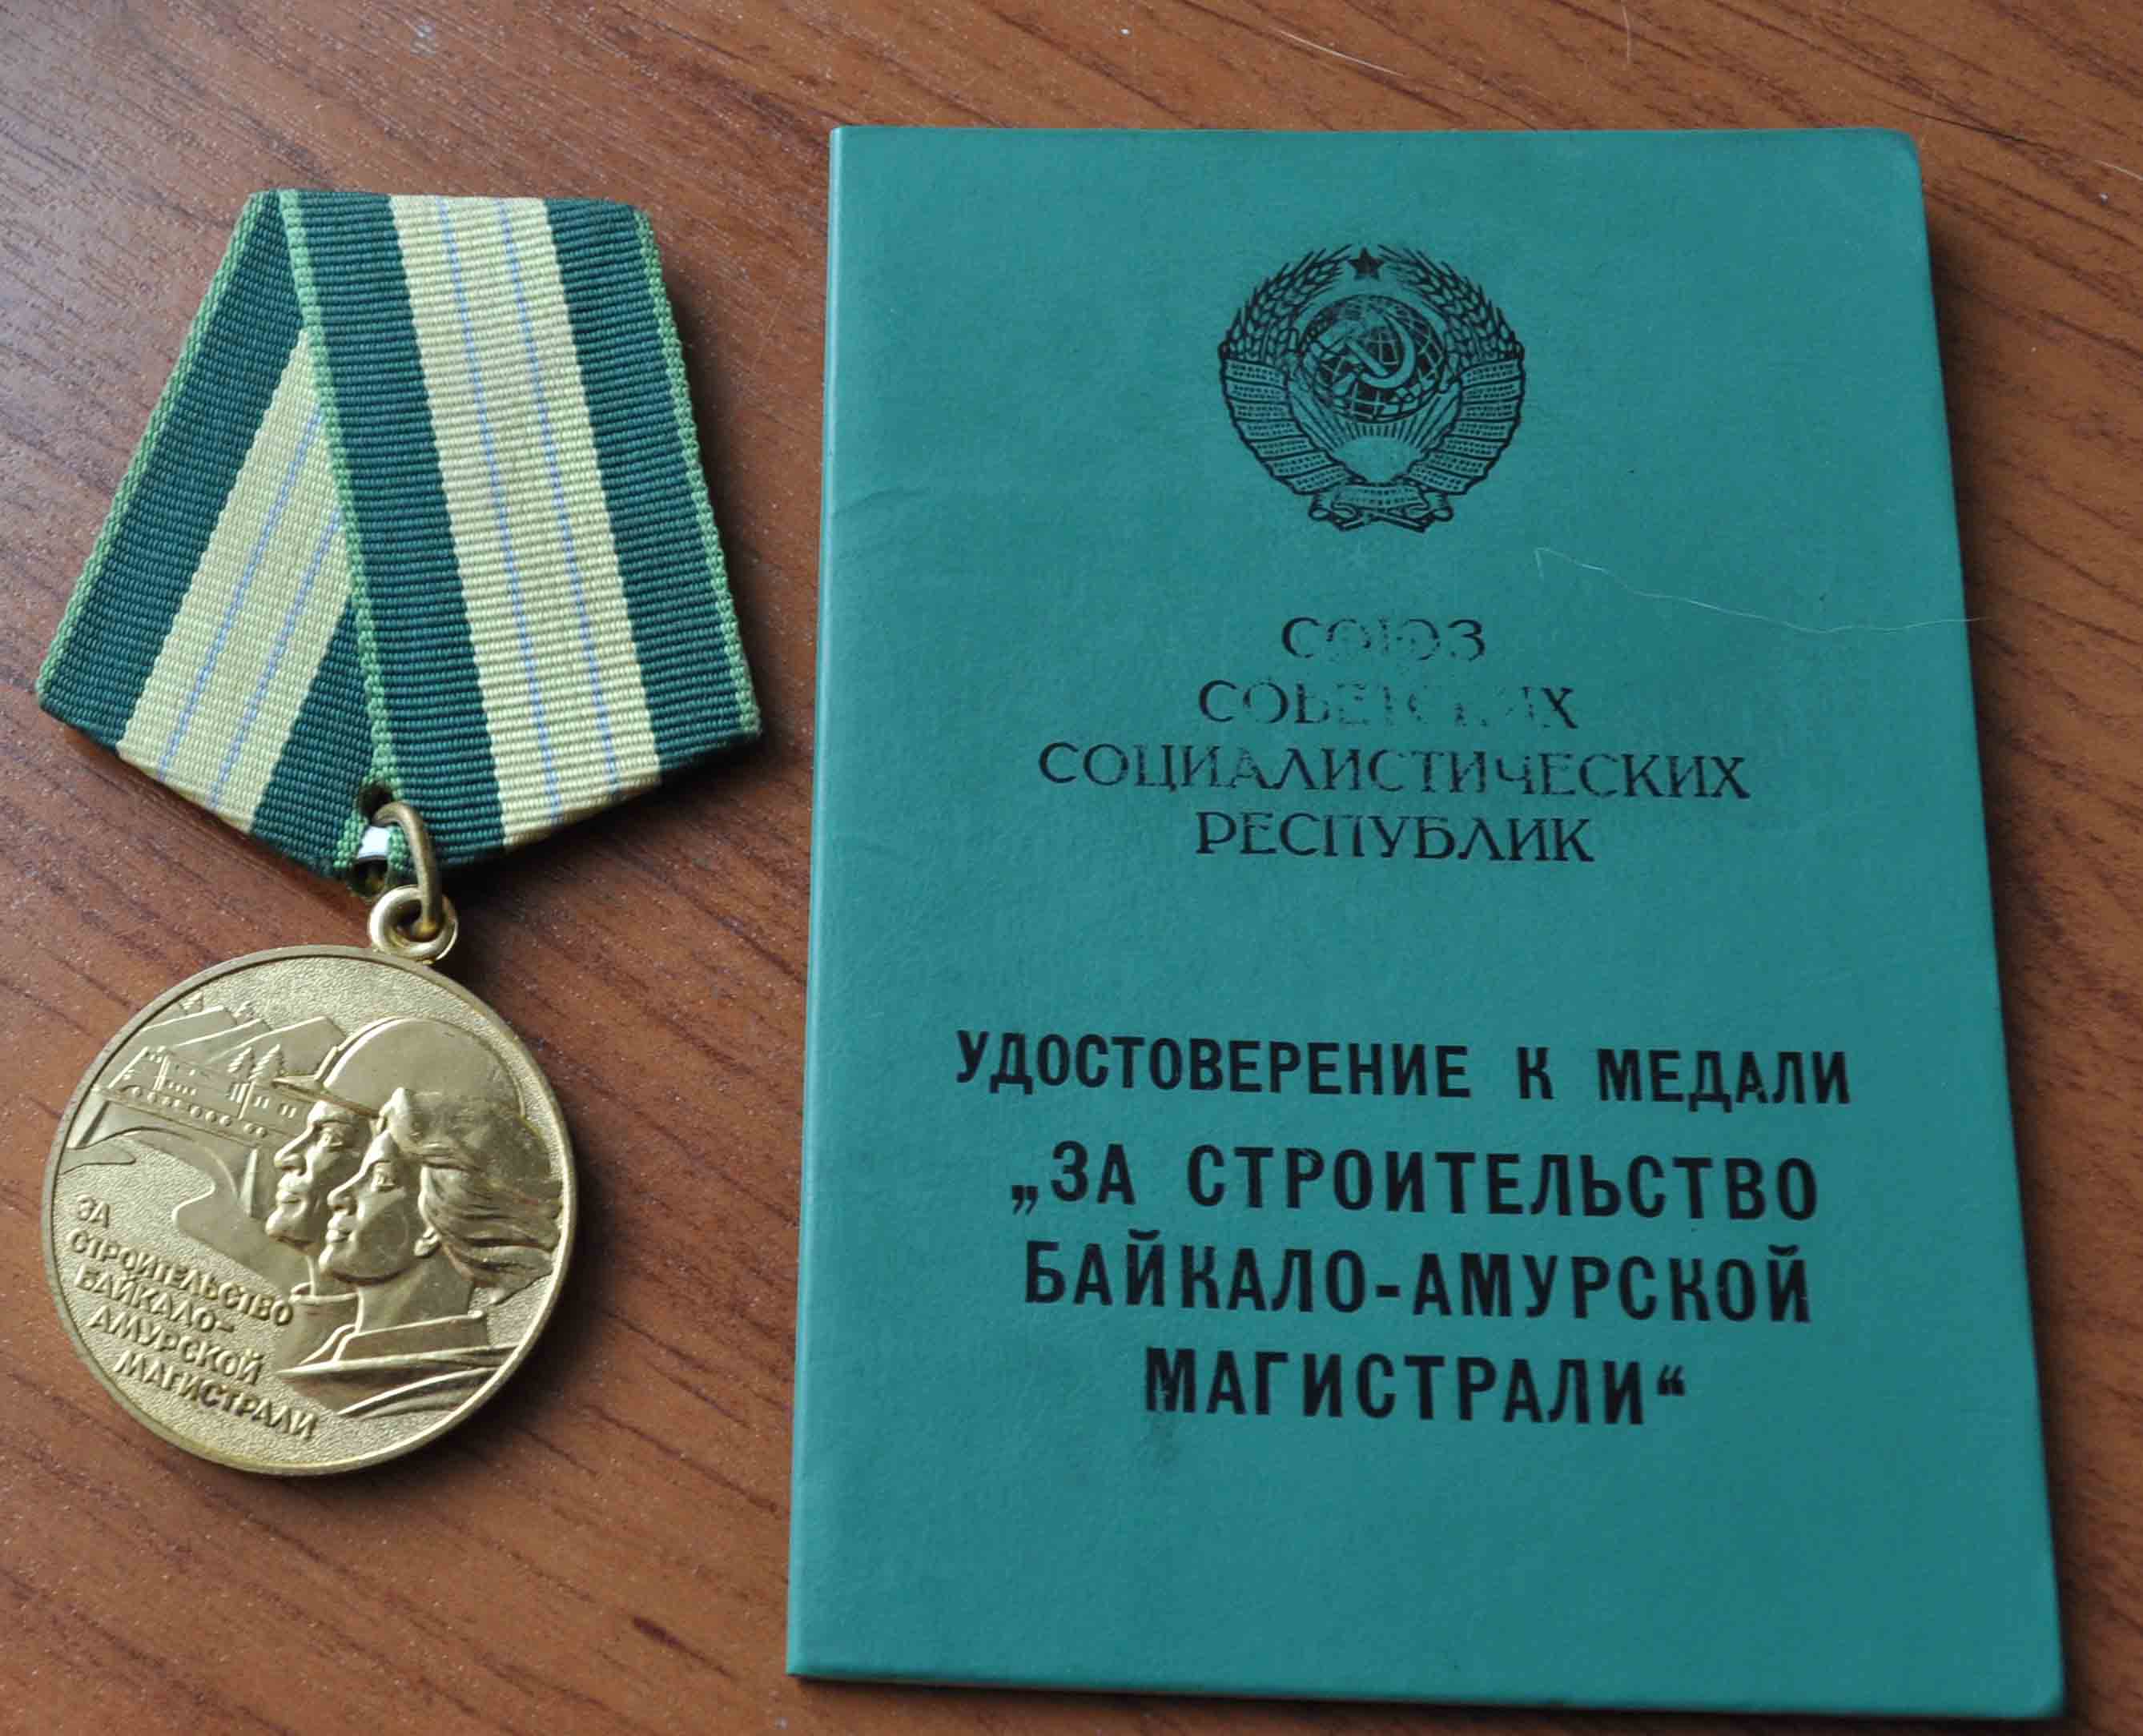 ЗА
СТРОИТЕЛЬСТВО
БАЙКАЛО-
АМУРСКОЙ
МАГИСТРАЛИ
СОЮЗ
СОВЕТСКИХ
СОЦИАЛИСТИЧЕСКИХ
РЕСПУБЛИК
УДОСТОВЕРЕНИЕ К МЕДАЛИ
„ЗА СТРОИТЕЛЬСТВО
БАЙКАЛО-АМУРСКОЙ
МАГИСТРАЛИ“